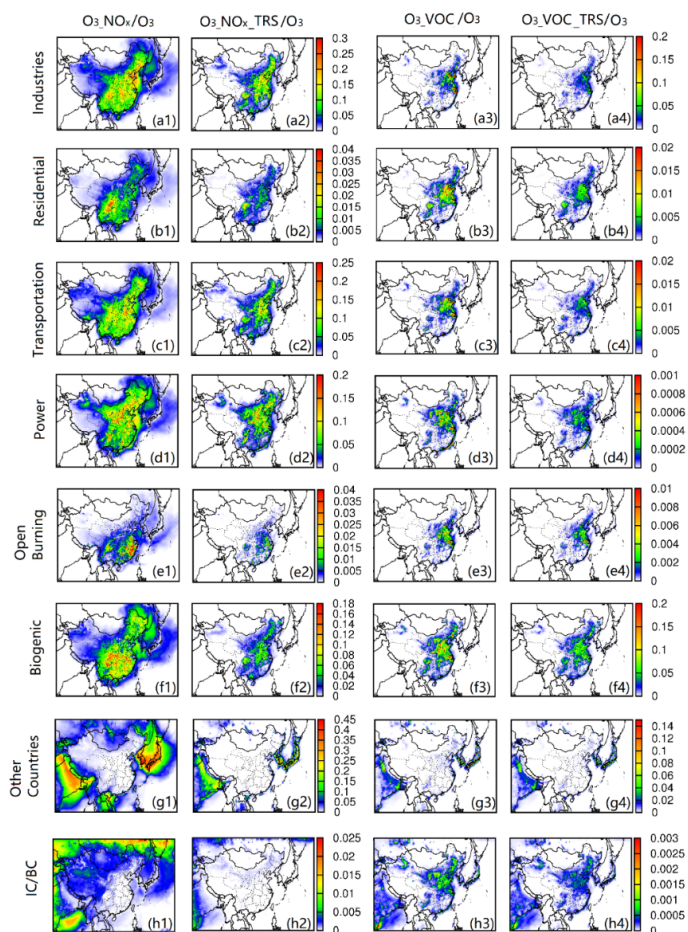 O₃_NOₓ/O₃ O₃_NOₓ_TRS/O₃ O₃_VOC/O₃ O₃_VOC_TRS/O₃
Industries
(a1) (a2) (a3) (a4)
0.3 0.25 0.2 0.15 0.1 0.05 0
0.2 0.15 0.1 0.05 0
Residential
(b1) (b2) (b3) (b4)
0.04 0.035 0.03 0.025 0.02 0.015 0.01 0.005 0
0.02 0.015 0.01 0.005 0
Transportation
(c1) (c2) (c3) (c4)
0.25 0.2 0.15 0.1 0.05 0
0.02 0.015 0.01 0.005 0
Power
(d1) (d2) (d3) (d4)
0.2 0.15 0.1 0.05 0
0.001 0.0008 0.0006 0.0004 0.0002 0
Open
Burning
(e1) (e2) (e3) (e4)
0.04 0.035 0.03 0.025 0.02 0.015 0.01 0.005 0
0.01 0.008 0.006 0.004 0.002 0
Biogenic
(f1) (f2) (f3) (f4)
0.18 0.16 0.14 0.12 0.1 0.08 0.06 0.04 0.02 0
0.2 0.15 0.1 0.05 0
Other
Countries
(g1) (g2) (g3) (g4)
0.45 0.4 0.35 0.3 0.25 0.2 0.15 0.1 0.05 0
0.14 0.12 0.1 0.08 0.06 0.04 0.02 0
IC/BC
(h1) (h2) (h3) (h4)
0.025 0.02 0.015 0.01 0.005 0
0.003 0.0025 0.002 0.0015 0.001 0.0005 0